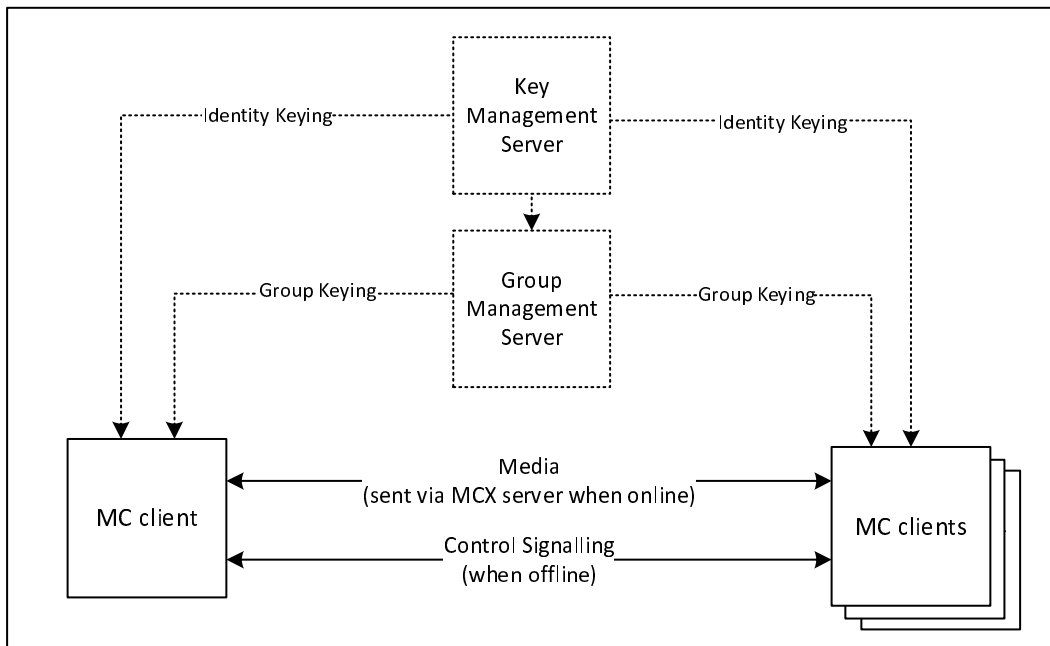 Key
Management
Server
Identity Keying
Identity Keying
Group
Management
Server
Group Keying
Group Keying
Media
(sent via MCX server when online)
MC client
MC clients
Control Signalling
(when offline)